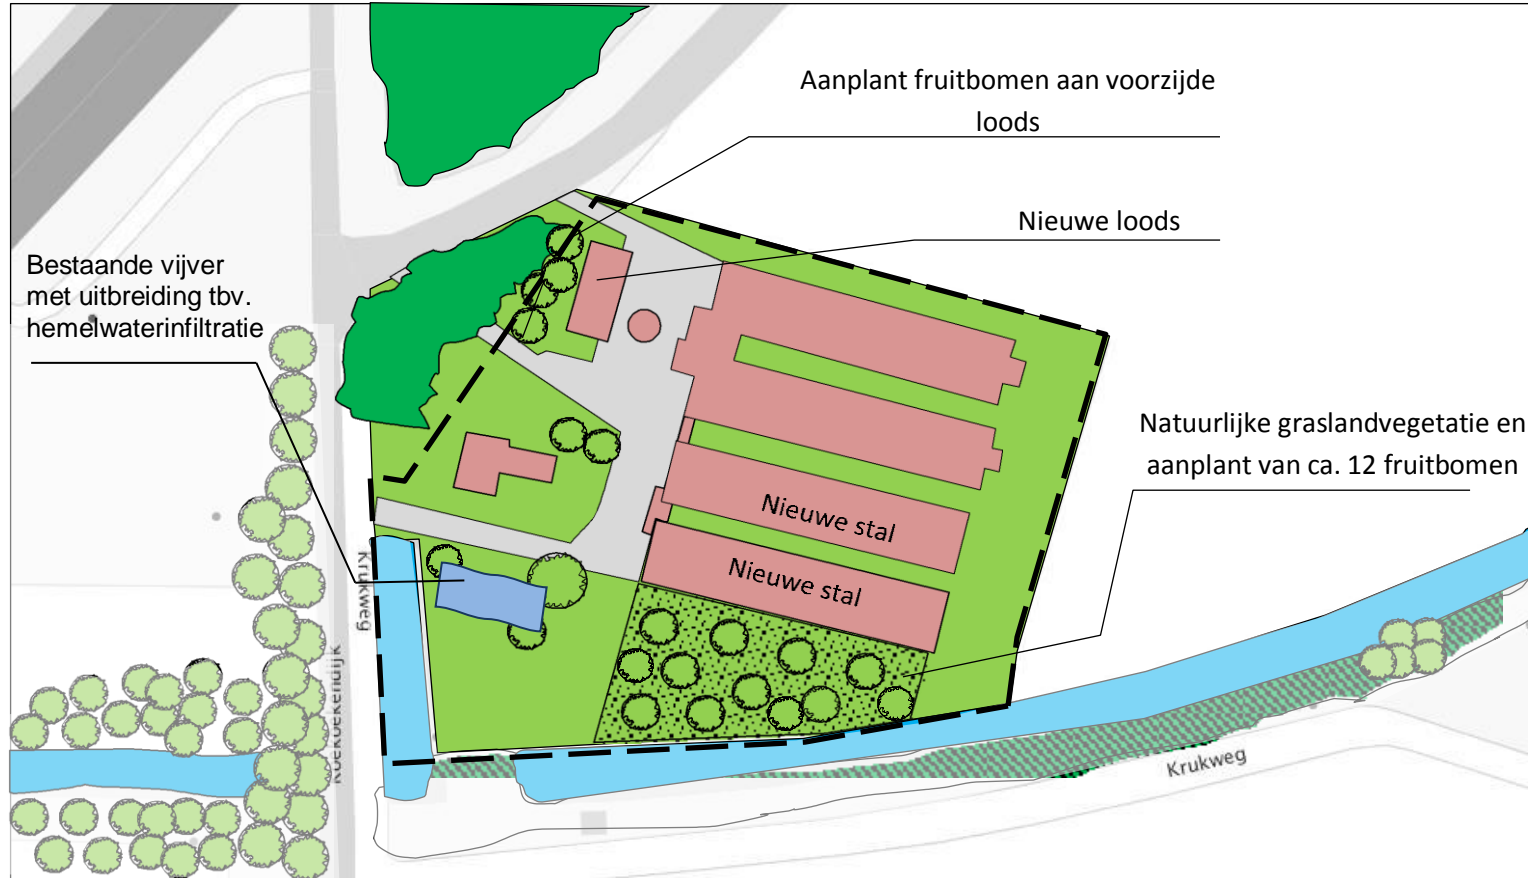 Aanplant fruitbomen aan voorzijde
loods
Nieuwe loods
Bestaande vijver
met uitbreiding tbv.
hemelwaterinfiltratie
Natuurlijke graslandvegetatie en
aanplant van ca. 12 fruitbomen
Nieuwe stal
Nieuwe stal
Krukweg
Krukweg